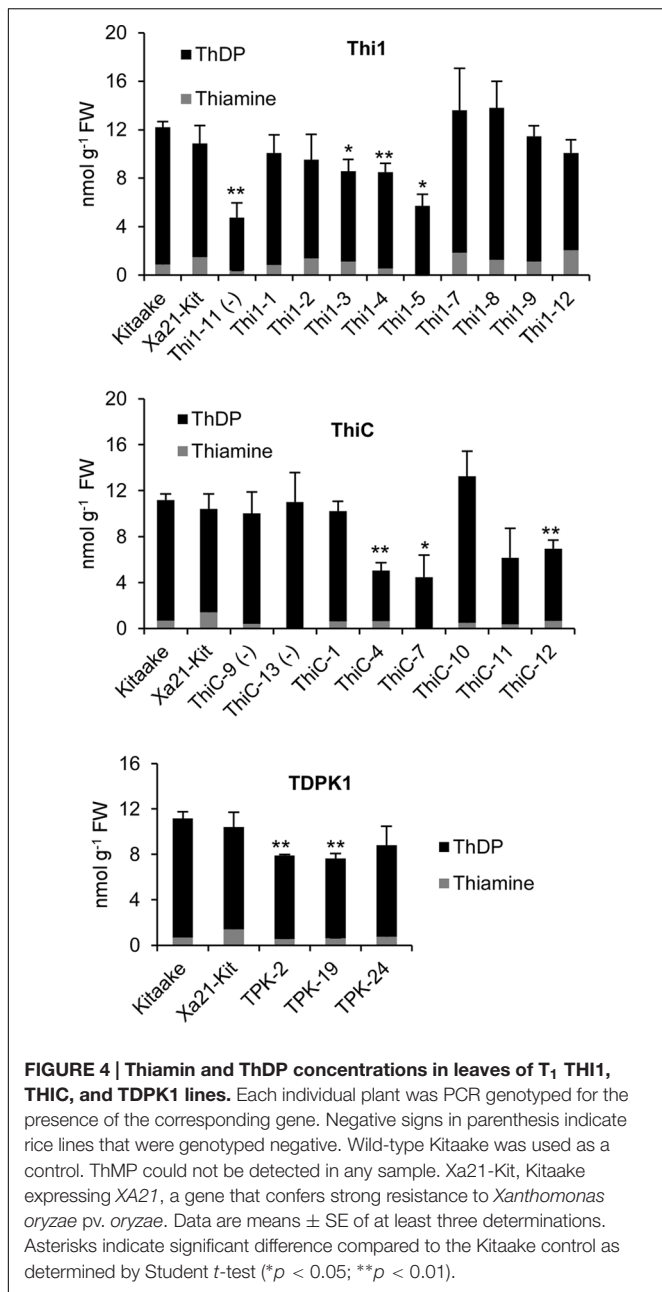 Thi1
ThDP
Thiamine
nmol g⁻¹ FW
20
16
12
8
4
0
**
*
**
*
Kitaake
Xa21-Kit
Thi1-11 (-)
Thi1-1
Thi1-2
Thi1-3
Thi1-4
Thi1-5
Thi1-7
Thi1-8
Thi1-9
Thi1-12
ThiC
ThDP
Thiamine
nmol g⁻¹ FW
20
16
12
8
4
0
**
*
**
Kitaake
Xa21-Kit
ThiC-9 (-)
ThiC-13 (-)
ThiC-1
ThiC-4
ThiC-7
ThiC-10
ThiC-11
ThiC-12
TDPK1
nmol g⁻¹ FW
16
12
8
4
0
**
**
ThDP
Thiamine
Kitaake
Xa21-Kit
TPK-2
TPK-19
TPK-24
FIGURE 4 | Thiamin and ThDP concentrations in leaves of T₁ THI1,
THIC, and TDPK1 lines. Each individual plant was PCR genotyped for the
presence of the corresponding gene. Negative signs in parenthesis indicate
rice lines that were genotyped negative. Wild-type Kitaake was used as a
control. ThMP could not be detected in any sample. Xa21-Kit, Kitaake
expressing XA21, a gene that confers strong resistance to Xanthomonas
oryzae pv. oryzae. Data are means ± SE of at least three determinations.
Asterisks indicate significant difference compared to the Kitaake control as
determined by Student t-test (*p < 0.05; **p < 0.01).